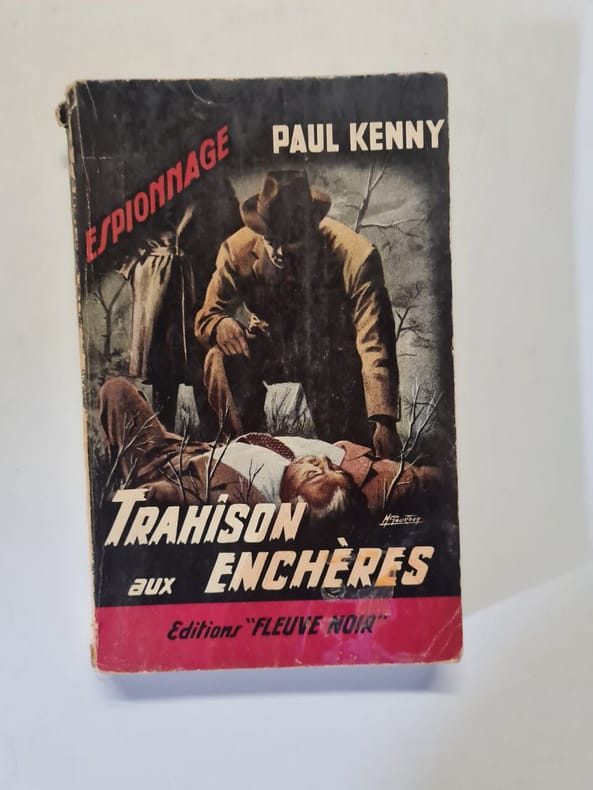 PAUL KENNY
ESPIONNAGE
TRAHISON
AUX ENCHÈRES
Editions "FLEUVE NOIR"